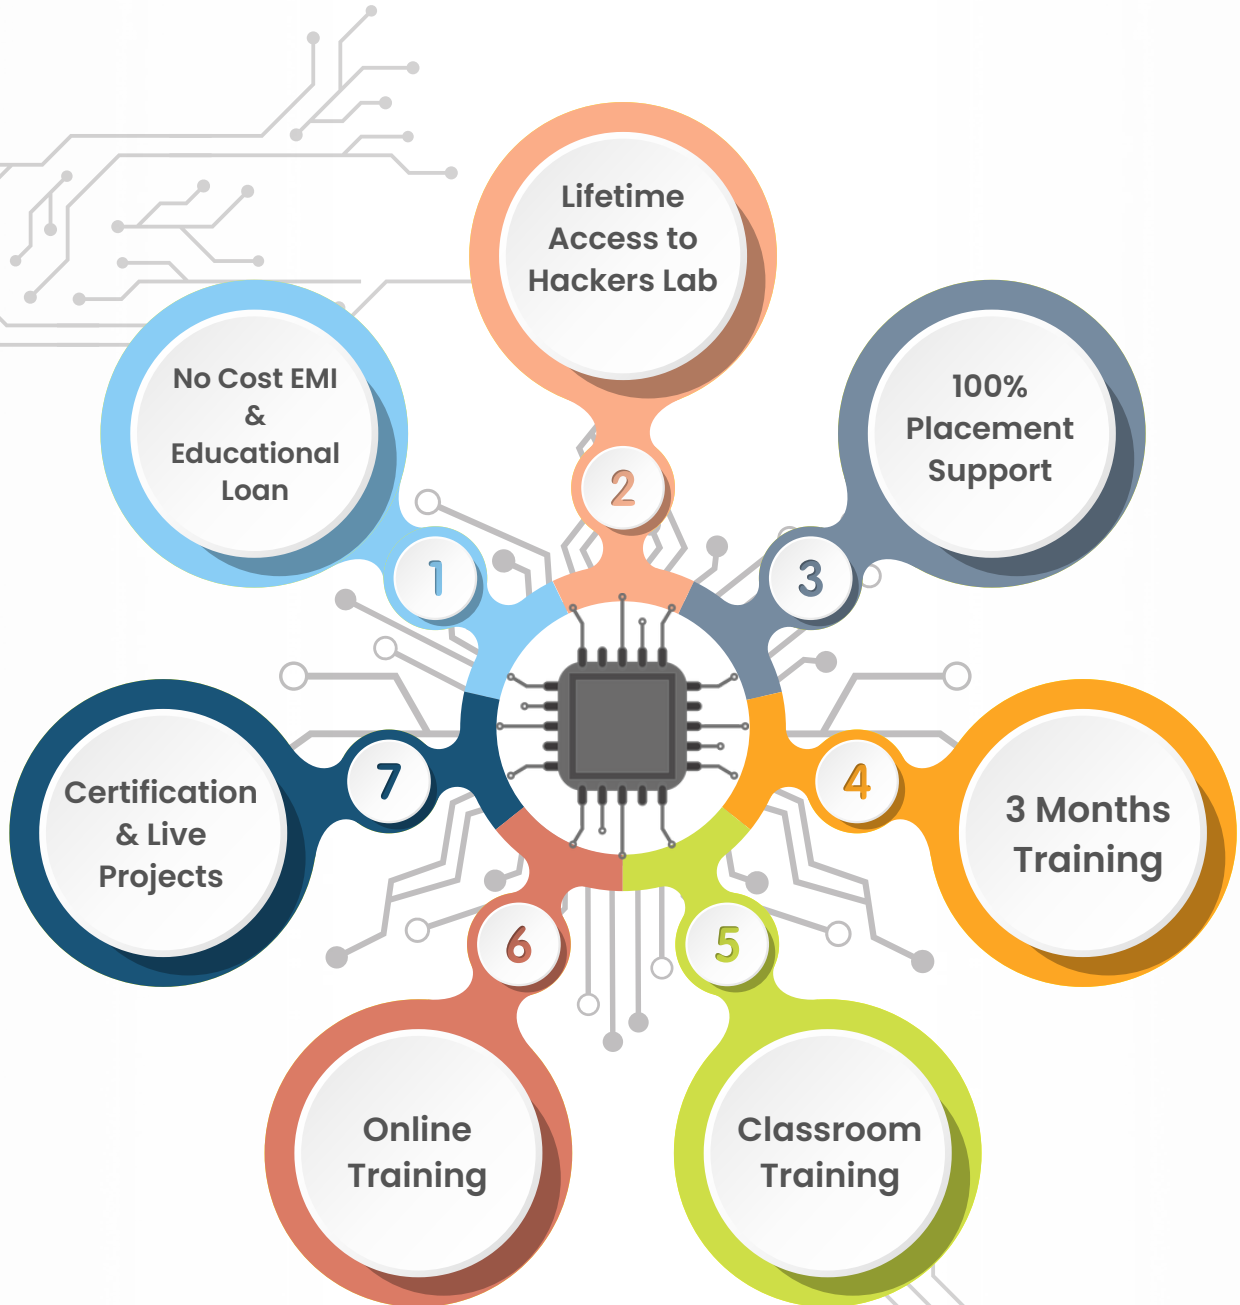 No Cost EMI
&
Educational
Loan
1
Lifetime
Access to
Hackers Lab
2
100%
Placement
Support
3
3 Months
Training
4
Classroom
Training
5
Online
Training
6
Certification
& Live
Projects
7